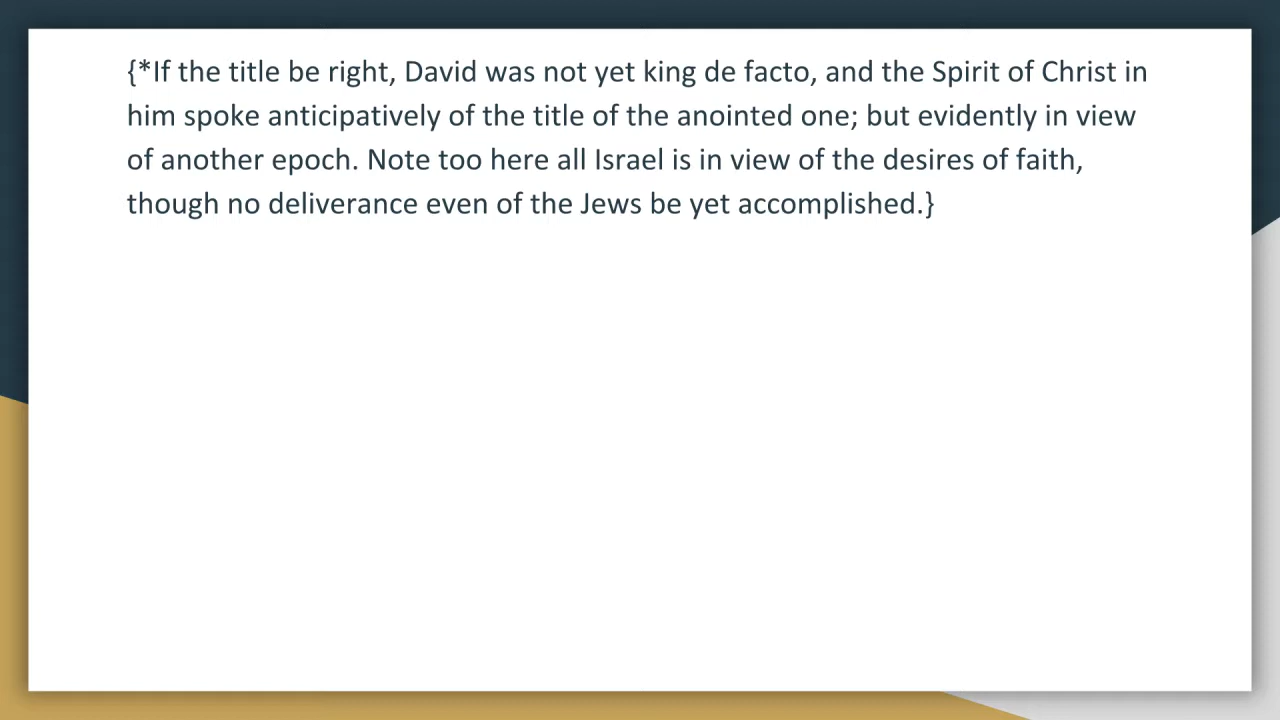 {*If the title be right, David was not yet king de facto, and the Spirit of Christ in
him spoke anticipatively of the title of the anointed one; but evidently in view
of another epoch. Note too here all Israel is in view of the desires of faith,
though no deliverance even of the Jews be yet accomplished.}